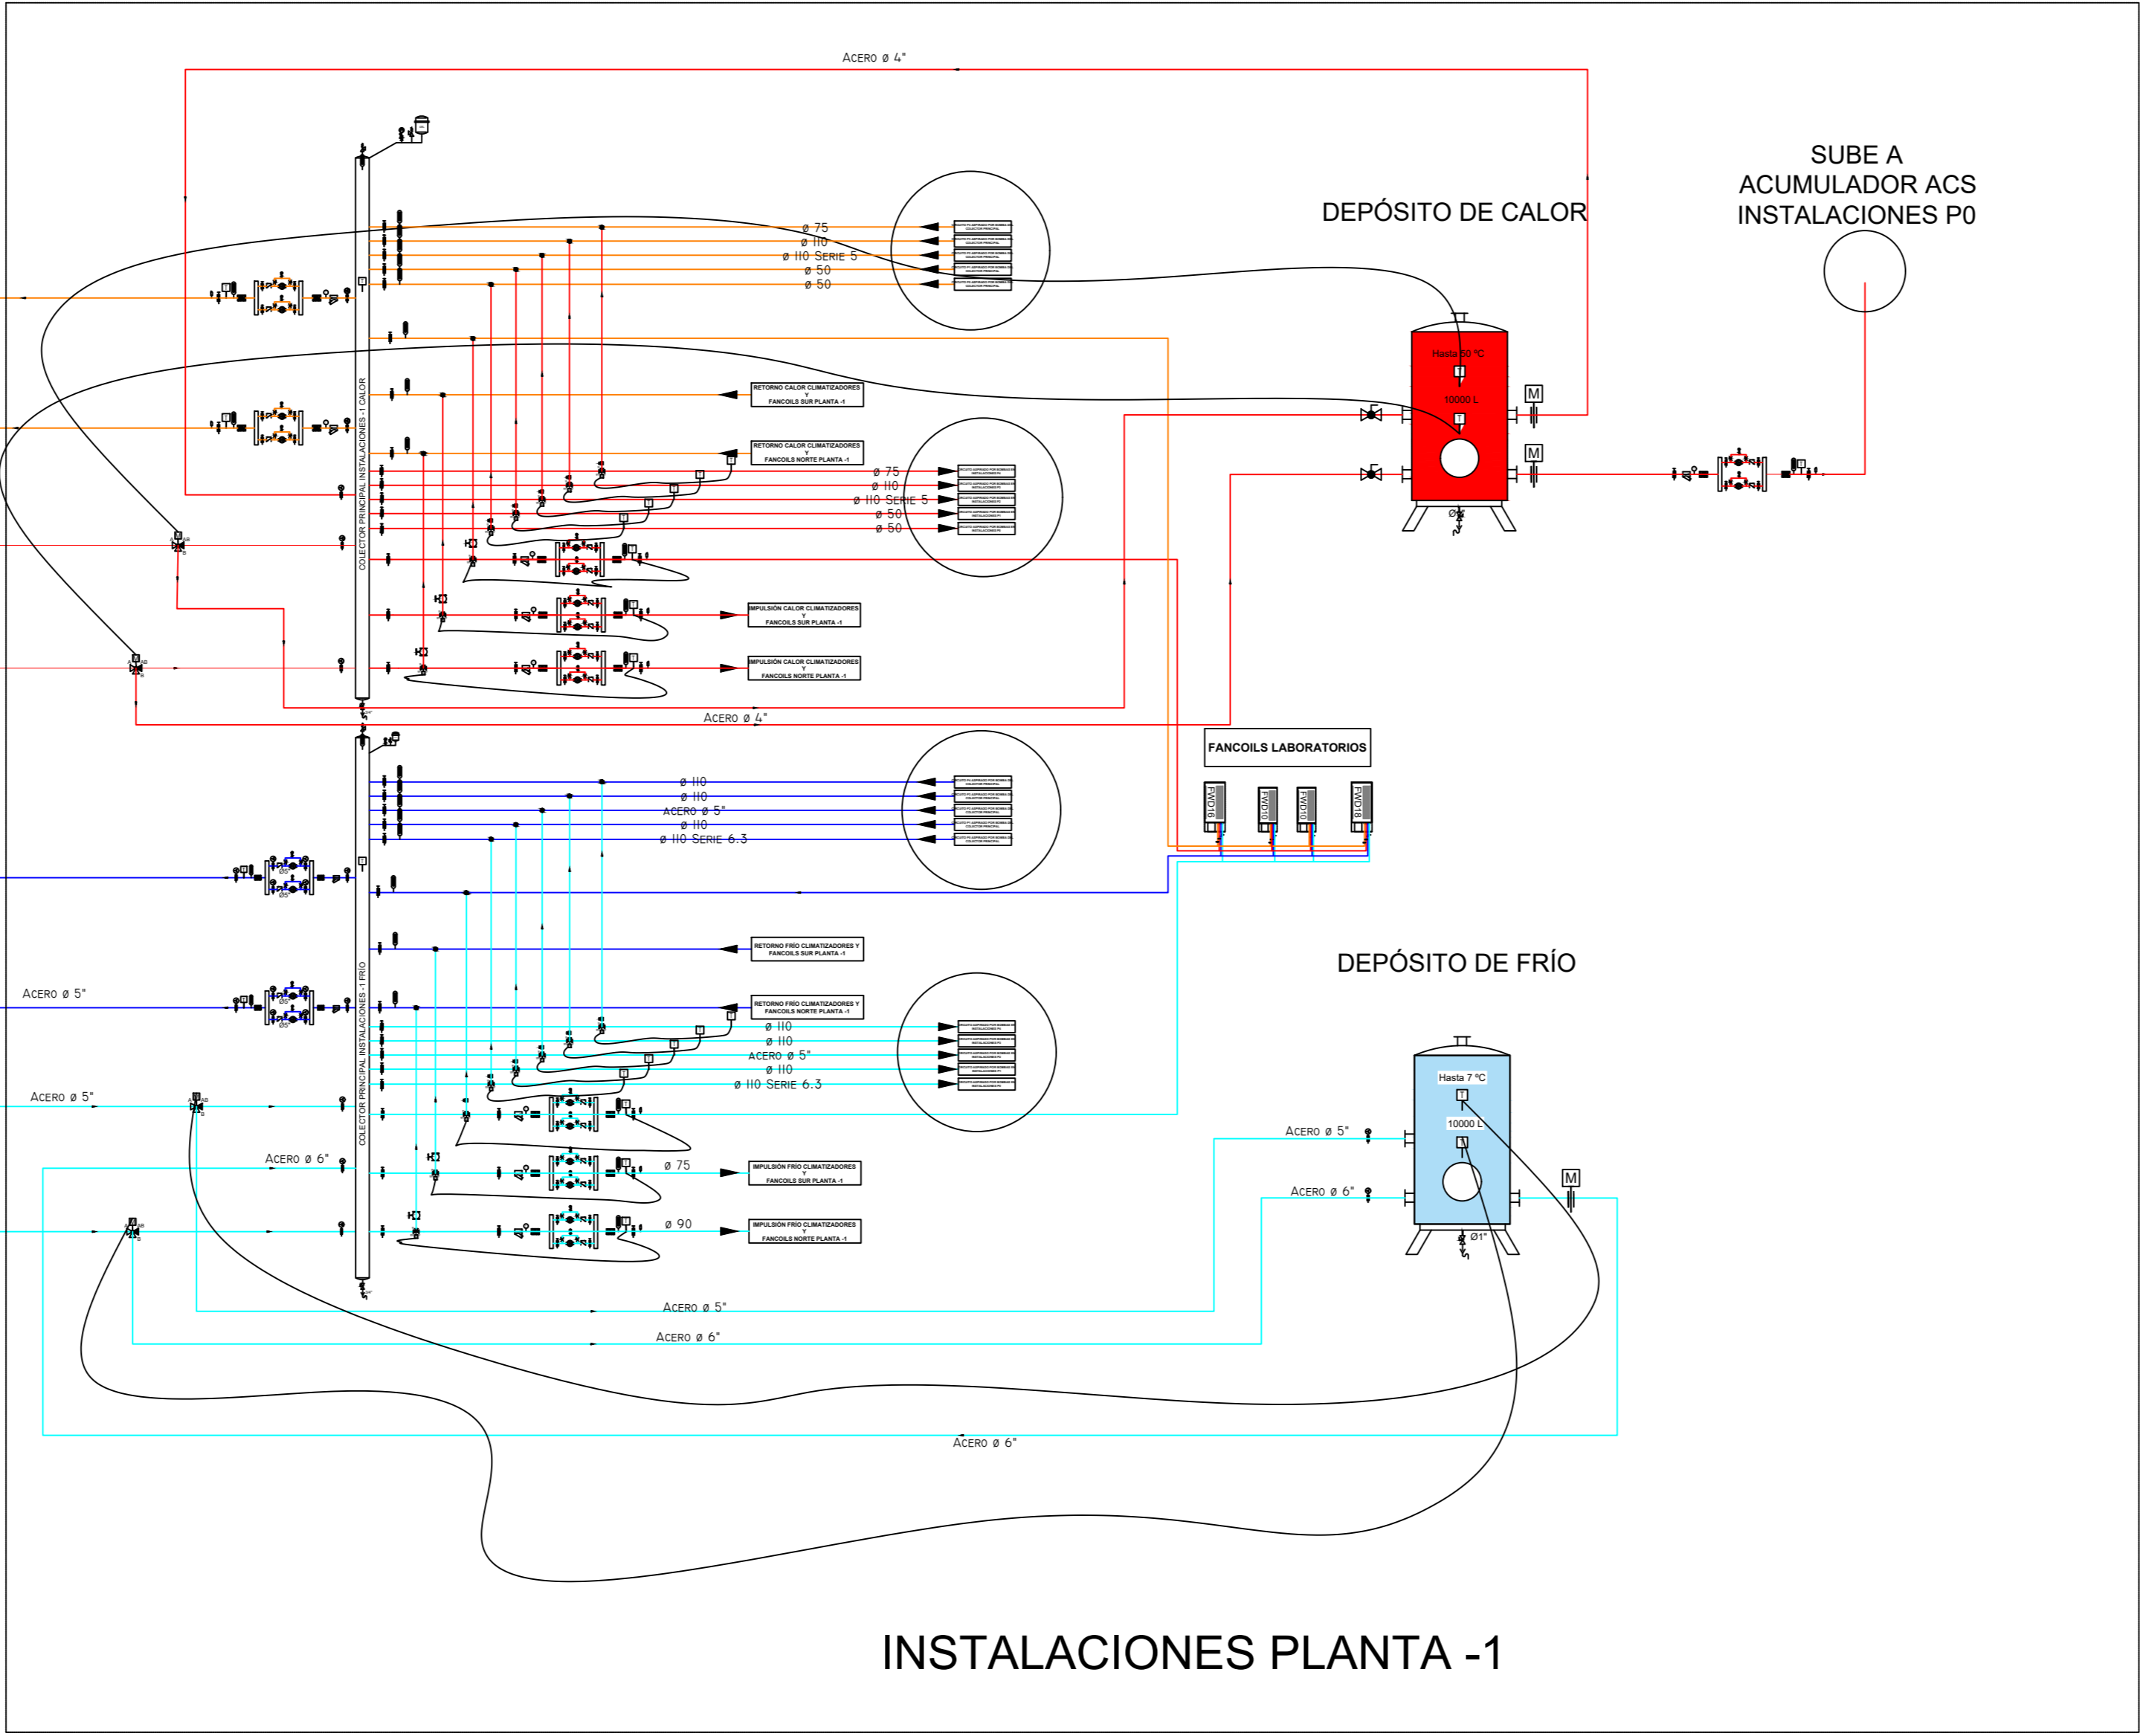 ACERO ø 4"
SUBE A
ACUMULADOR ACS
INSTALACIONES P0
DEPÓSITO DE CALOR
ø 75
ø 110
ø 110 SERIE 5
ø 50
ø 50
Hasta 50 ºC
T
10000 L
T
M
M
COLECTOR PRINCIPAL INSTALACIONES -1 CALOR
RETORNO CALOR CLIMATIZADORES
Y
FANCOILS SUR PLANTA -1
RETORNO CALOR CLIMATIZADORES
Y
FANCOILS NORTE PLANTA -1
ø 75
ø 110
ø 110 SERIE 5
ø 50
ø 50
IMPULSIÓN CALOR CLIMATIZADORES
Y
FANCOILS SUR PLANTA -1
IMPULSIÓN CALOR CLIMATIZADORES
Y
FANCOILS NORTE PLANTA -1
ACERO ø 4"
FANCOILS LABORATORIOS
FWD16
FWD10
FWD10
FWD18
ø 110
ø 110
ACERO ø 5"
ø 110
ø 110 SERIE 6.3
Ø5"
Ø5"
COLECTOR PRINCIPAL INSTALACIONES -1 FRÍO
RETORNO FRÍO CLIMATIZADORES Y
FANCOILS SUR PLANTA -1
DEPÓSITO DE FRÍO
ACERO ø 5"
Ø5"
Ø5"
RETORNO FRÍO CLIMATIZADORES Y
FANCOILS NORTE PLANTA -1
ø 110
ø 110
ACERO ø 5"
ø 110
ø 110 SERIE 6.3
Hasta 7 ºC
T
10000 L
T
M
Ø1"
ACERO ø 5"
ACERO ø 5"
ACERO ø 6"
ACERO ø 6"
ø 75
IMPULSIÓN FRÍO CLIMATIZADORES
Y
FANCOILS SUR PLANTA -1
ø 90
IMPULSIÓN FRÍO CLIMATIZADORES
Y
FANCOILS NORTE PLANTA -1
ACERO ø 5"
ACERO ø 6"
ACERO ø 6"
INSTALACIONES PLANTA -1